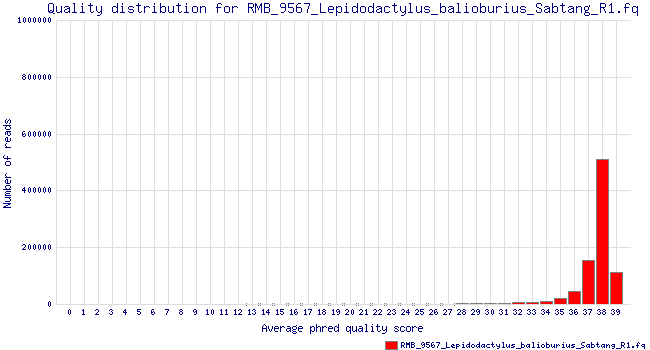 Quality distribution for RMB_9567_Lepidodactylus_balioburius_Sabtang_R1.fq
1000000
800000
600000
400000
200000
0
Number of reads
0 1 2 3 4 5 6 7 8 9 10 11 12 13 14 15 16 17 18 19 20 21 22 23 24 25 26 27 28 29 30 31 32 33 34 35 36 37 38 39
Average phred quality score
RMB_9567_Lepidodactylus_balioburius_Sabtang_R1.fq